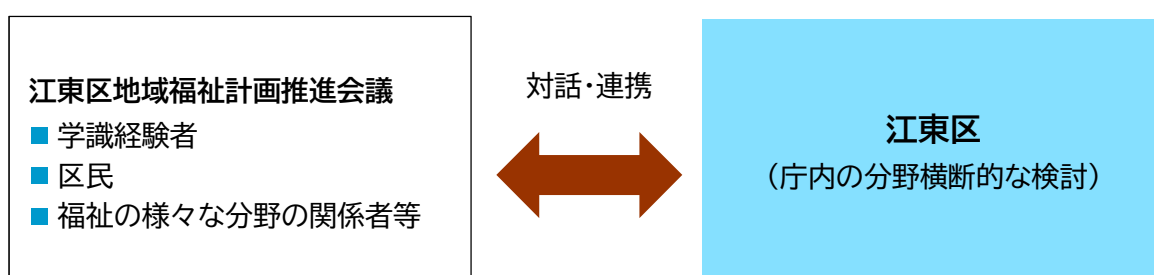 江東区地域福祉計画推進会議
■ 学識経験者
■ 区民
■ 福祉の様々な分野の関係者等
対話・連携
江東区
（庁内の分野横断的な検討）